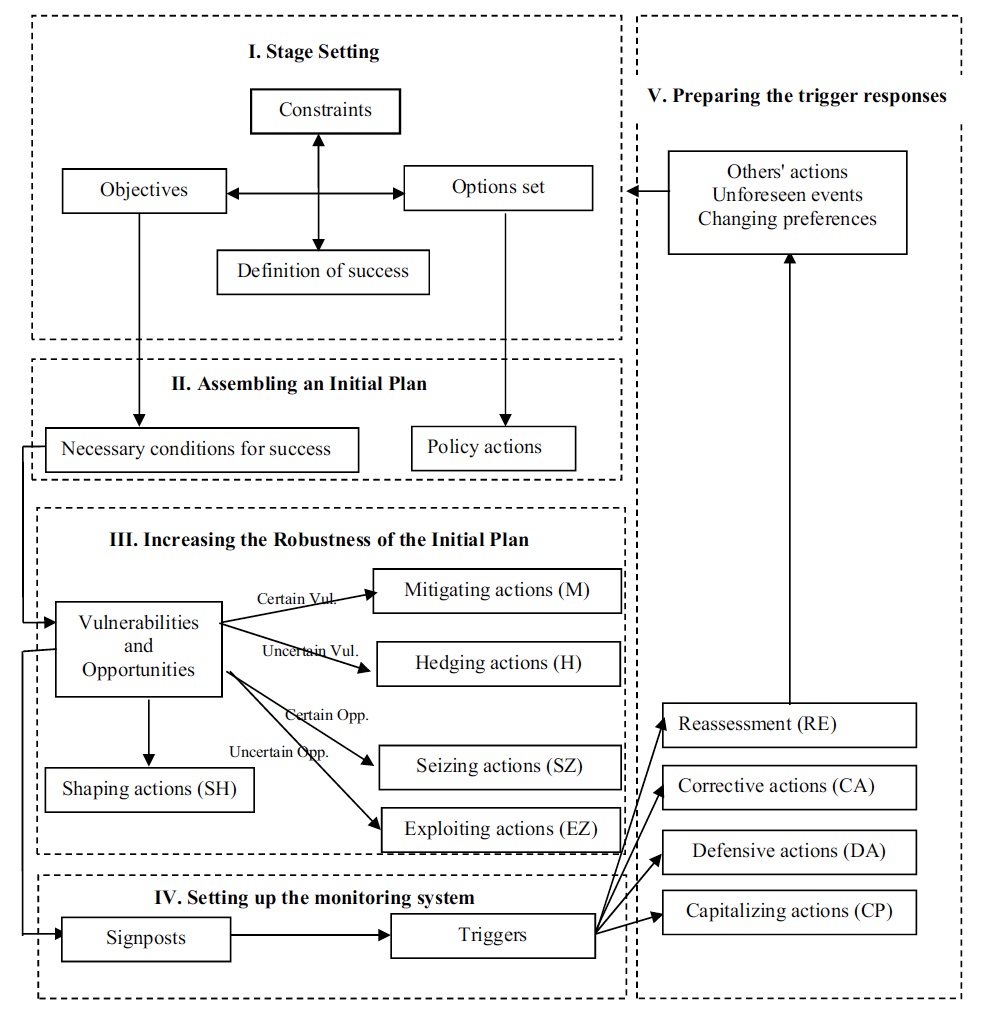 I. Stage Setting
Constraints
Objectives
Options set
Definition of success
II. Assembling an Initial Plan
Necessary conditions for success
Policy actions
III. Increasing the Robustness of the Initial Plan
Vulnerabilities
and
Opportunities
Certain Vul.
Mitigating actions (M)
Uncertain Vul.
Hedging actions (H)
Certain Opp.
Seizing actions (SZ)
Uncertain Opp.
Exploiting actions (EZ)
Shaping actions (SH)
IV. Setting up the monitoring system
Signposts
Triggers
V. Preparing the trigger responses
Others' actions
Unforeseen events
Changing preferences
Reassessment (RE)
Corrective actions (CA)
Defensive actions (DA)
Capitalizing actions (CP)